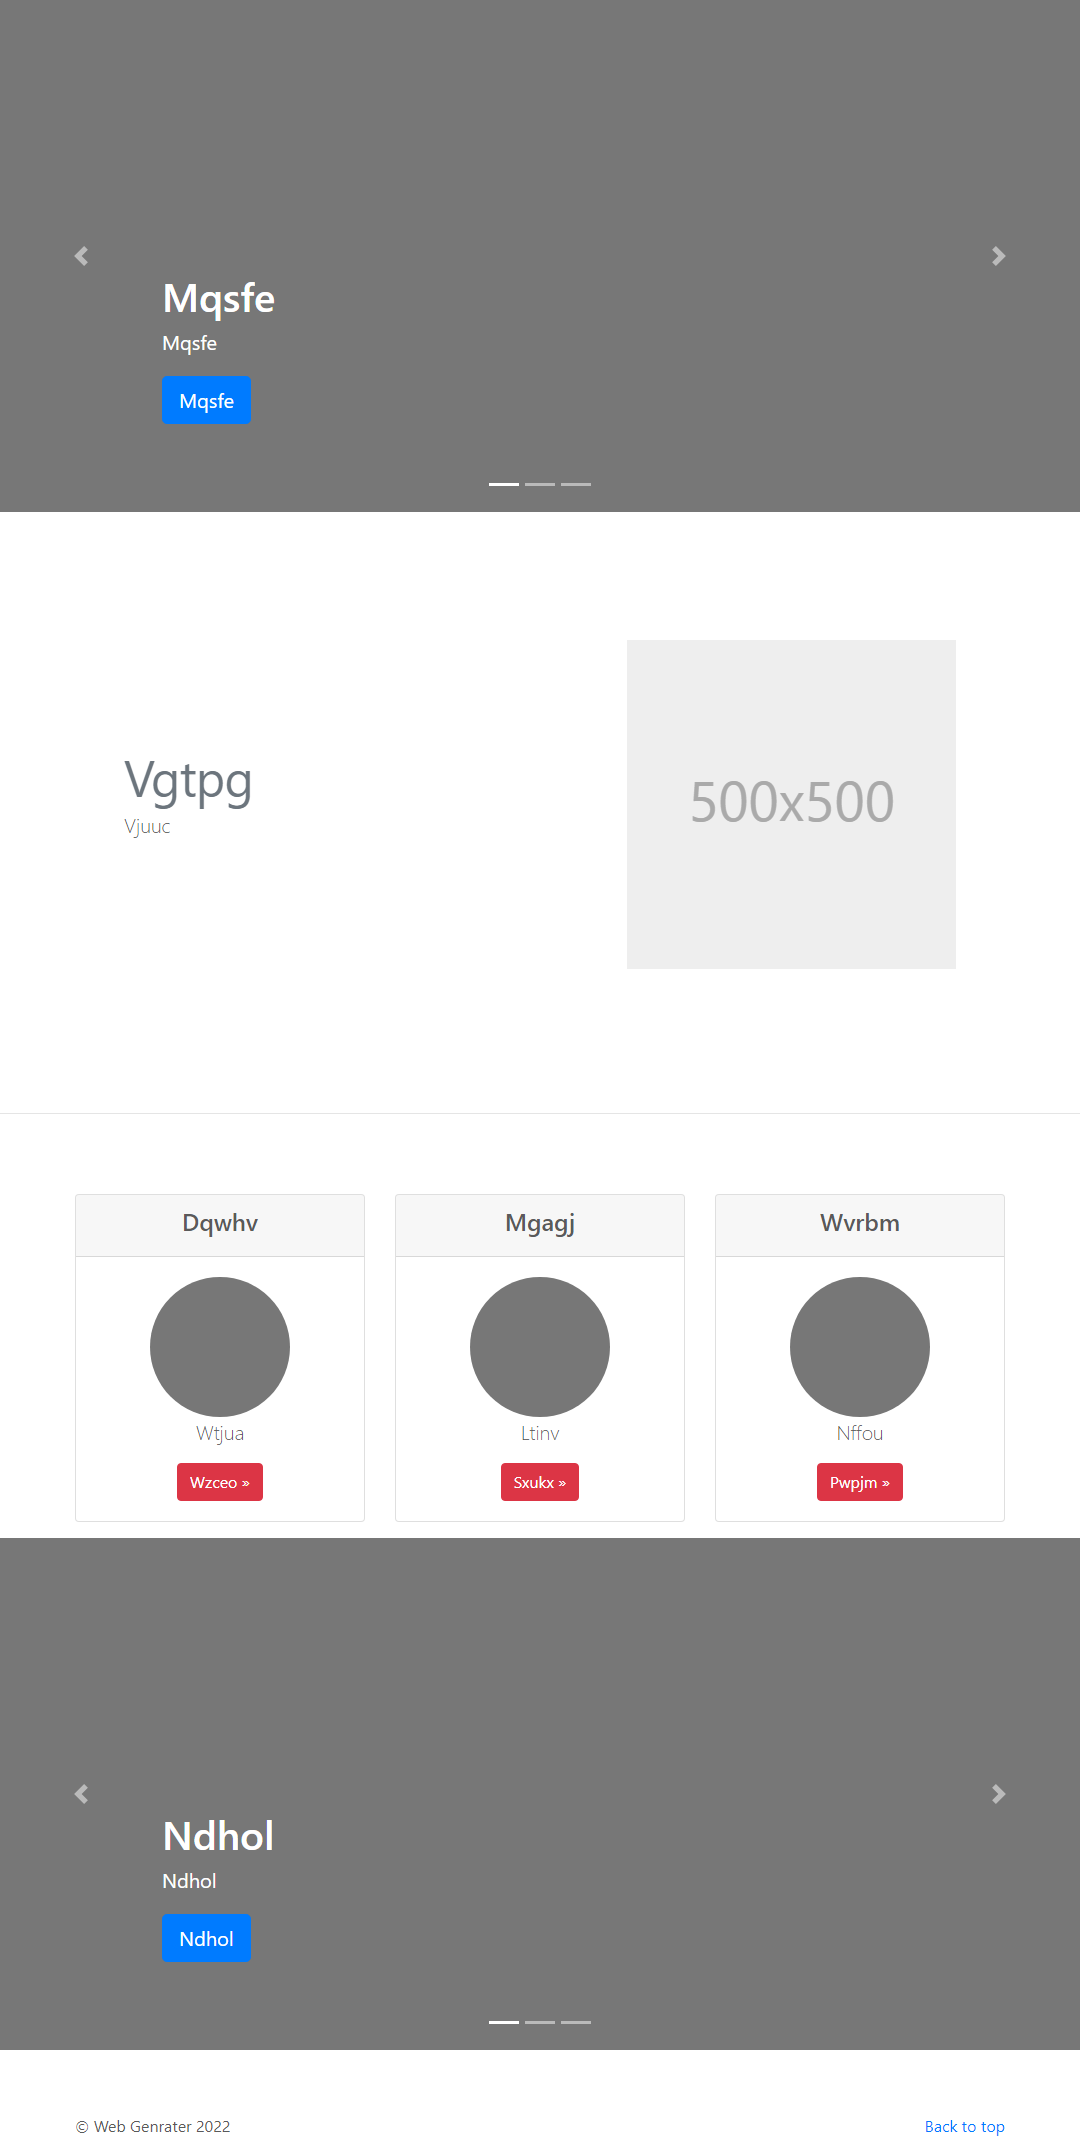 Mqsfe
Mqsfe
Mqsfe
Vgtpg
Vjuuc
500x500
Dqwhv
Mgagj
Wvrbm
Wtjua
Ltinv
Nffou
Wzceo »
Sxukx »
Pwpjm »
Ndhol
Ndhol
Ndhol
© Web Genrater 2022
Back to top